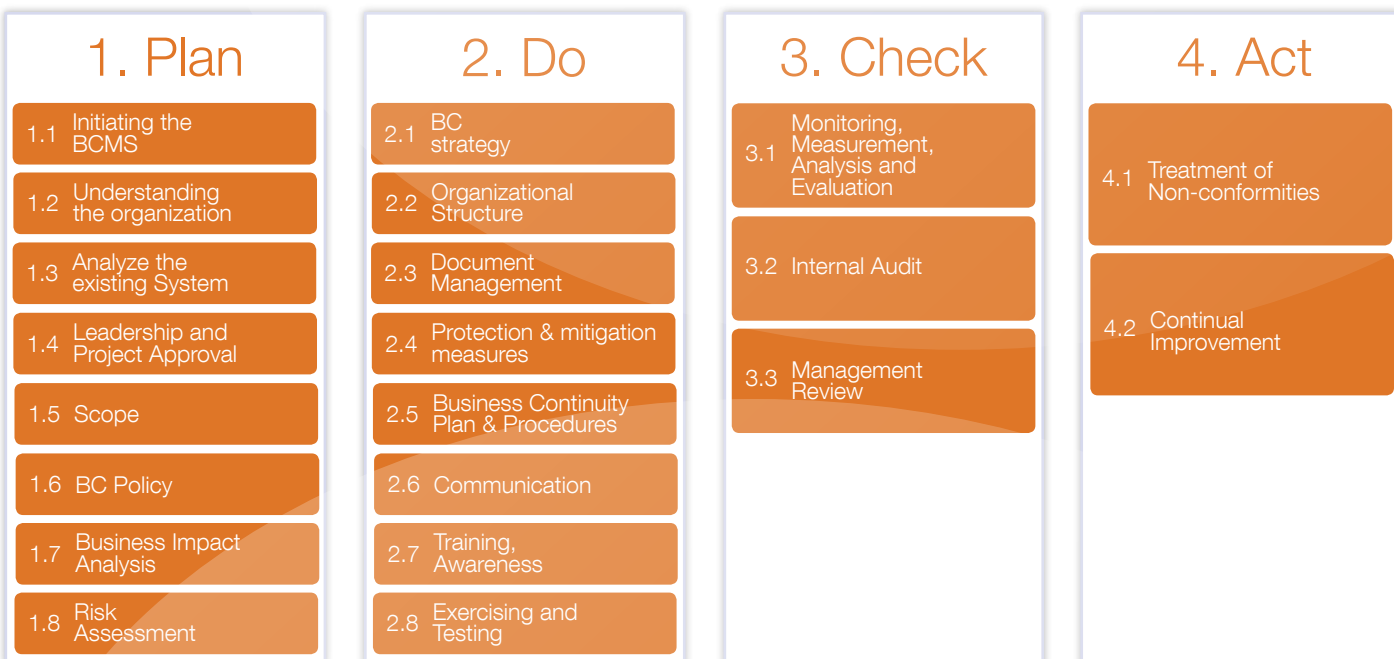 1. Plan
1.1 Initiating the
BCMS
1.2 Understanding
the organization
1.3 Analyze the
existing System
1.4 Leadership and
Project Approval
1.5 Scope
1.6 BC Policy
1.7 Business Impact
Analysis
1.8 Risk
Assessment
2. Do
2.1 BC
strategy
2.2 Organizational
Structure
2.3 Document
Management
2.4 Protection & mitigation
measures
2.5 Business Continuity
Plan & Procedures
2.6 Communication
2.7 Training,
Awareness
2.8 Exercising and
Testing
3. Check
3.1 Monitoring,
Measurement,
Analysis and
Evaluation
3.2 Internal Audit
3.3 Management
Review
4. Act
4.1 Treatment of
Non-conformities
4.2 Continual
Improvement